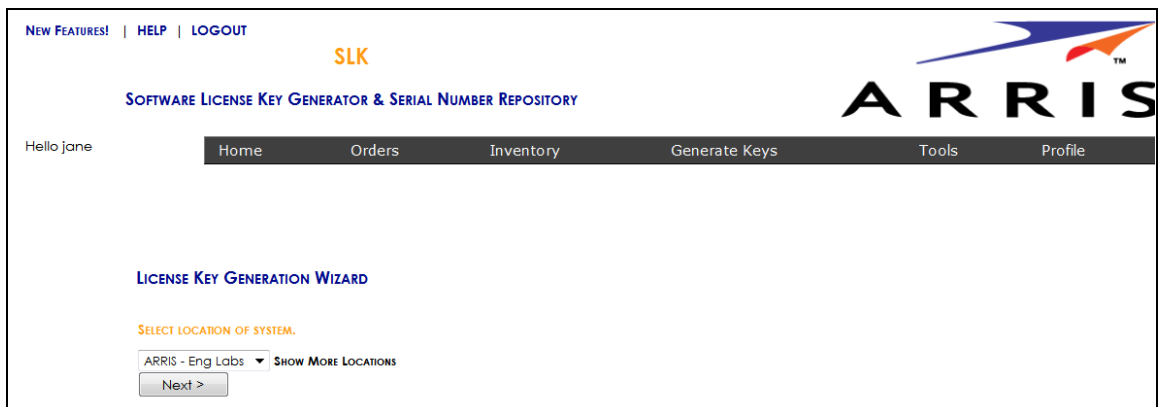 New Features! | HELP | LOGOUT
SLK
Software License Key Generator & Serial Number Repository
ARRIS
TM
Hello jane
Home Orders Inventory Generate Keys Tools Profile
License Key Generation Wizard
Select location of system.
ARRIS - Eng Labs Show More Locations
Next >